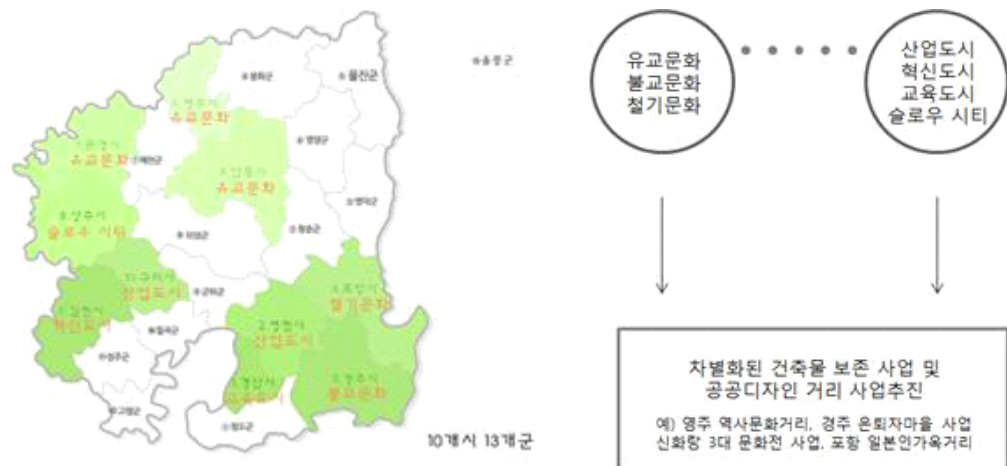 봉화군
울진군
울릉군
영주시
유교문화
문경시
유교문화
예천군
안동시
유교문화
영양군
영덕군
상주시
슬로우 시티
의성군
청송군
구미시
산업도시
군위군
포항시
철기문화
김천시
혁신도시
칠곡군
영천시
산업도시
성주군
경산시
교육도시
경주시
불교문화
고령군
청도군
10개시 13개군
유교문화
불교문화
철기문화
산업도시
혁신도시
교육도시
슬로우 시티
차별화된 건축물 보존 사업 및
공공디자인 거리 사업추진
예) 영주 역사문화거리, 경주 은퇴자마을 사업
신화랑 3대 문화전 사업, 포항 일본인가옥거리